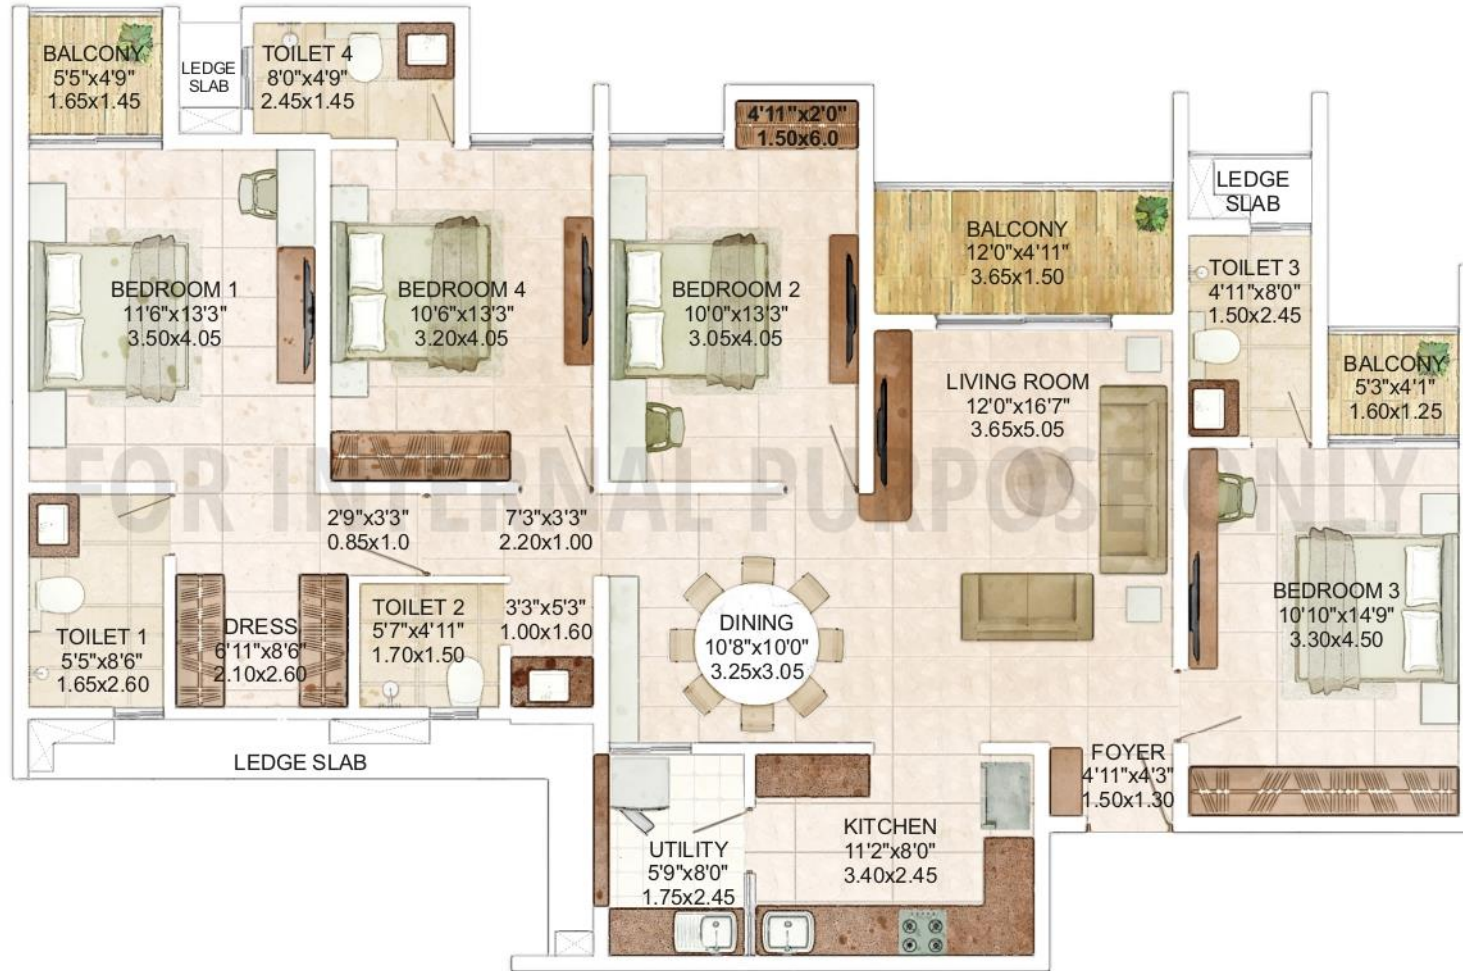 BALCONY
5'5"x4'9"
1.65x1.45
LEDGE
SLAB
TOILET 4
8'0"x4'9"
2.45x1.45
4'11"x2'0"
1.50x6.0
BEDROOM 1
11'6"x13'3"
3.50x4.05
BEDROOM 4
10'6"x13'3"
3.20x4.05
BEDROOM 2
10'0"x13'3"
3.05x4.05
BALCONY
12'0"x4'11"
3.65x1.50
LEDGE
SLAB
TOILET 3
4'11"x8'0"
1.50x2.45
BALCONY
5'3"x4'1"
1.60x1.25
LIVING ROOM
12'0"x16'7"
3.65x5.05
FOR INTERNAL PURPOSE ONLY
2'9"x3'3"
0.85x1.0
7'3"x3'3"
2.20x1.00
TOILET 1
5'5"x8'6"
1.65x2.60
DRESS
6'11"x8'6"
2.10x2.60
TOILET 2
5'7"x4'11"
1.70x1.50
3'3"x5'3"
1.00x1.60
DINING
10'8"x10'0"
3.25x3.05
BEDROOM 3
10'10"x14'9"
3.30x4.50
LEDGE SLAB
FOYER
4'11"x4'3"
1.50x1.30
UTILITY
5'9"x8'0"
1.75x2.45
KITCHEN
11'2"x8'0"
3.40x2.45